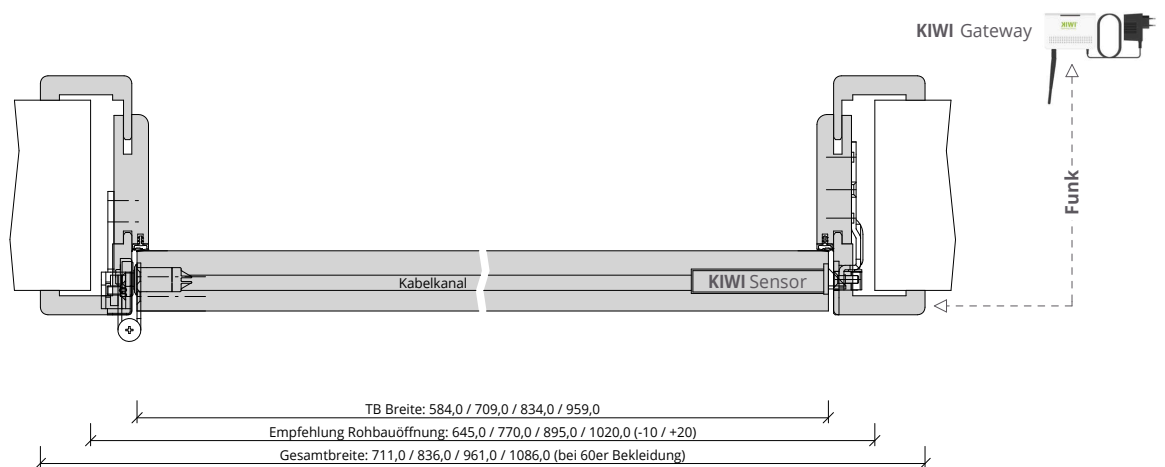 KIWI Gateway
KIWI
Funk
Kabelkanal
KIWI Sensor
TB Breite: 584,0 / 709,0 / 834,0 / 959,0
Empfehlung Rohbauöffnung: 645,0 / 770,0 / 895,0 / 1020,0 (-10 / +20)
Gesamtbreite: 711,0 / 836,0 / 961,0 / 1086,0 (bei 60er Bekleidung)